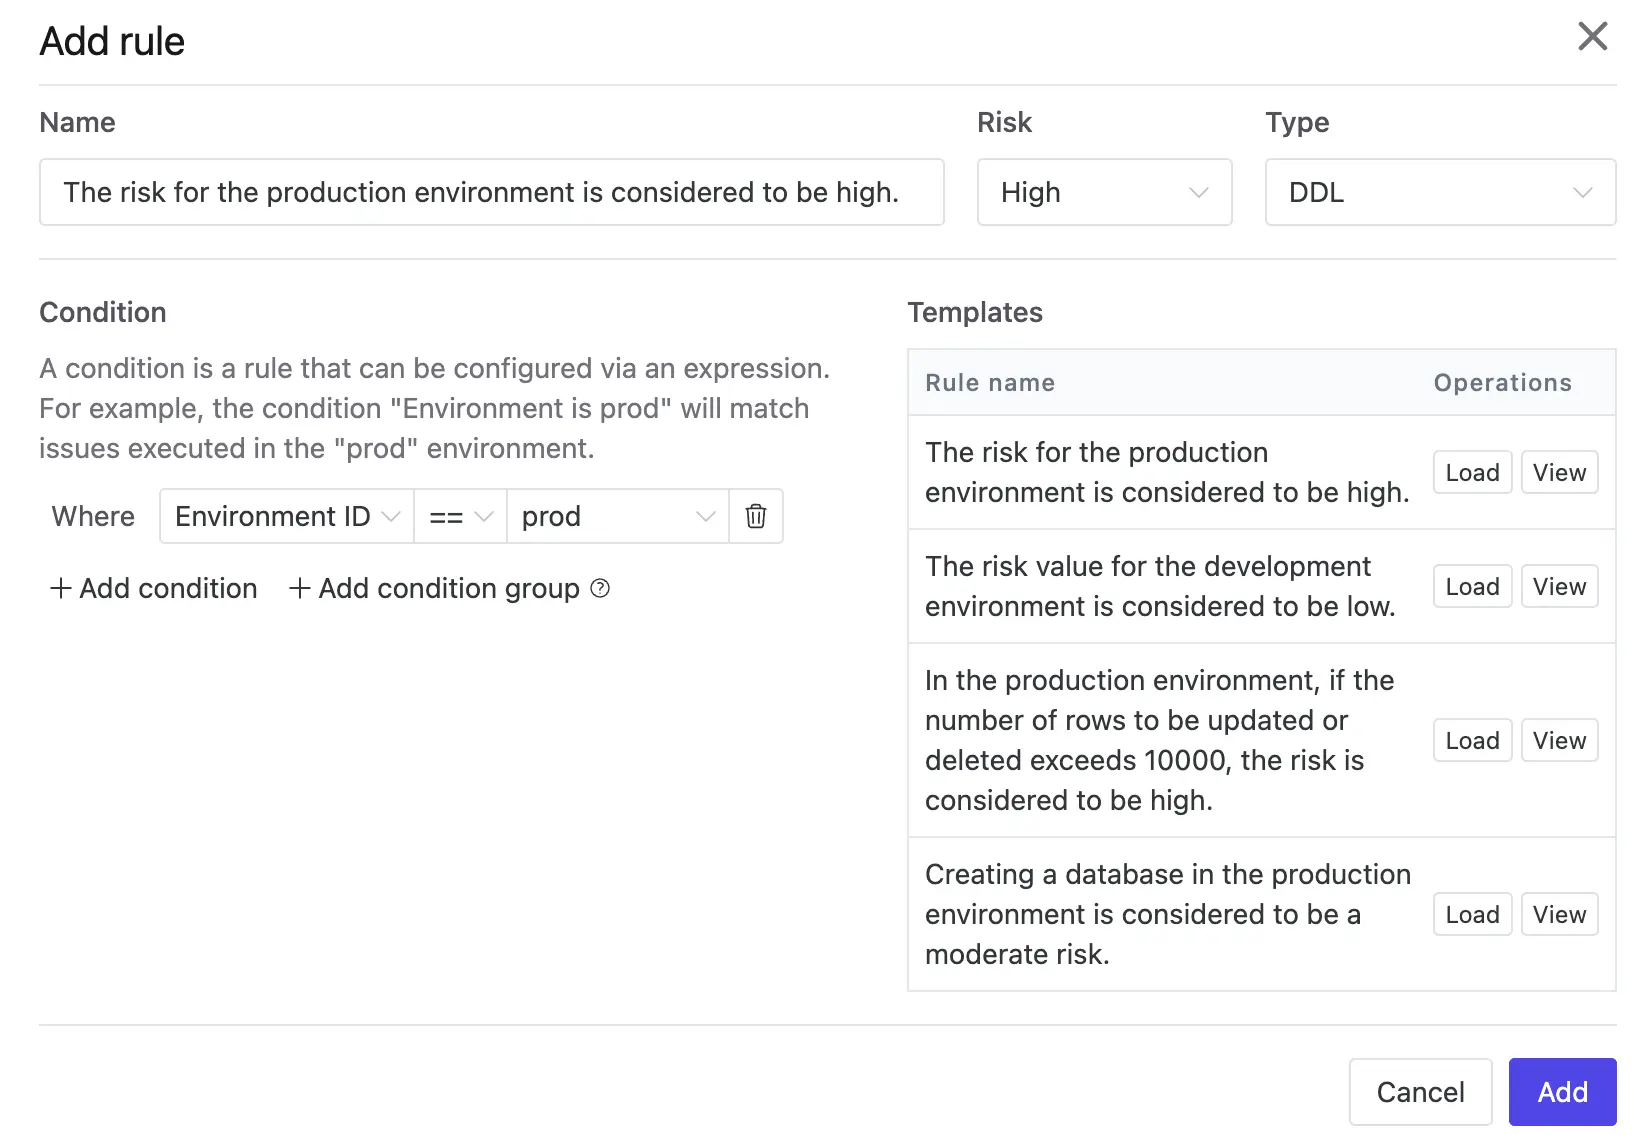 Add rule
Name
Risk
Type
The risk for the production environment is considered to be high.
High
DDL
Condition
A condition is a rule that can be configured via an expression.
For example, the condition "Environment is prod" will match
issues executed in the "prod" environment.
Where
Environment ID
==
prod
+ Add condition
+ Add condition group
Templates
Rule name
Operations
The risk for the production
environment is considered to be high.
Load
View
The risk value for the development
environment is considered to be low.
Load
View
In the production environment, if the
number of rows to be updated or
deleted exceeds 10000, the risk is
considered to be high.
Load
View
Creating a database in the production
environment is considered to be a
moderate risk.
Load
View
Cancel
Add